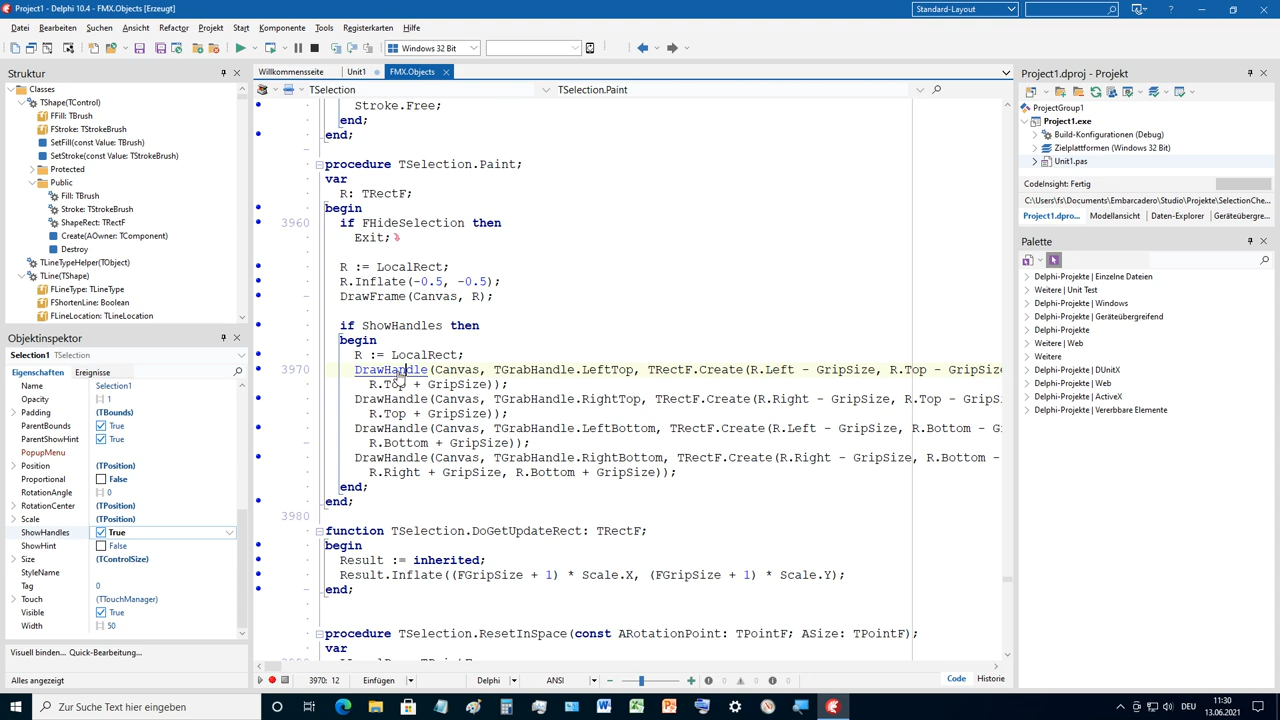 Project1 - Delphi 10.4 - FMX.Objects [Erzeugt]
Standard-Layout
Datei Bearbeiten Suchen Ansicht Refactor Projekt Start Komponente Tools Registerkarten Hilfe
Windows 32 Bit
Struktur
Classes
TShape(TControl)
FFill: TBrush
FStroke: TStrokeBrush
SetFill(const Value: TBrush)
SetStroke(const Value: TStrokeBrush)
Protected
Public
Fill: TBrush
Stroke: TStrokeBrush
ShapeRect: TRectF
Create(AOwner: TComponent)
Destroy
TLineTypeHelper(TObject)
TLine(TShape)
FLineType: TLineType
FShortenLine: Boolean
FLineLocation: TLineLocation
Objektinspektor
Selection1 TSelection
Eigenschaften Ereignisse
Name Selection1
Opacity 1
Padding (TBounds)
ParentBounds True
ParentShowHint True
PopupMenu
Position (TPosition)
Proportional False
RotationAngle 0
RotationCenter (TPosition)
Scale (TPosition)
ShowHandles True
ShowHint False
Size (TControlSize)
StyleName
Tag 0
Touch (TTouchManager)
Visible True
Width 50
Visuell binden... Quick-Bearbeitung...
Alles angezeigt
Willkommensseite Unit1 FMX.Objects
TSelection TSelection.Paint
Stroke.Free;
end;
end;
procedure TSelection.Paint;
var
R: TRectF;
begin
3960 if FHideSelection then
Exit;
R := LocalRect;
R.Inflate(-0.5, -0.5);
DrawFrame(Canvas, R);
if ShowHandles then
begin
R := LocalRect;
3970 DrawHandle(Canvas, TGrabHandle.LeftTop, TRectF.Create(R.Left - GripSize, R.Top - GripSize
R.Top + GripSize));
DrawHandle(Canvas, TGrabHandle.RightTop, TRectF.Create(R.Right - GripSize, R.Top - GripSi
R.Top + GripSize));
DrawHandle(Canvas, TGrabHandle.LeftBottom, TRectF.Create(R.Left - GripSize, R.Bottom - G
R.Bottom + GripSize));
DrawHandle(Canvas, TGrabHandle.RightBottom, TRectF.Create(R.Right - GripSize, R.Bottom -
R.Right + GripSize, R.Bottom + GripSize));
end;
end;
3980
function TSelection.DoGetUpdateRect: TRectF;
begin
Result := inherited;
Result.Inflate((FGripSize + 1) * Scale.X, (FGripSize + 1) * Scale.Y);
end;
procedure TSelection.ResetInSpace(const ARotationPoint: TPointF; ASize: TPointF);
var
3970: 12 Einfügen Delphi ANSI 0 0 0 Code Historie
Project1.dproj - Projekt
ProjectGroup1
Project1.exe
Build-Konfigurationen (Debug)
Zielplattformen (Windows 32 Bit)
Unit1.pas
CodeInsight: Fertig
C:\Users\fs\Documents\Embarcadero\Studio\Projekte\SelectionChe
Project1.dpro... Modellansicht Daten-Explorer Geräteübergre...
Palette
Delphi-Projekte | Einzelne Dateien
Weitere | Unit Test
Delphi-Projekte | Windows
Delphi-Projekte | Geräteübergreifend
Delphi-Projekte
Weitere | Web
Weitere
Delphi-Projekte | DUnitX
Delphi-Projekte | Web
Delphi-Projekte | ActiveX
Delphi-Projekte | Vererbbare Elemente
Zur Suche Text hier eingeben
DEU
11:30
13.06.2021